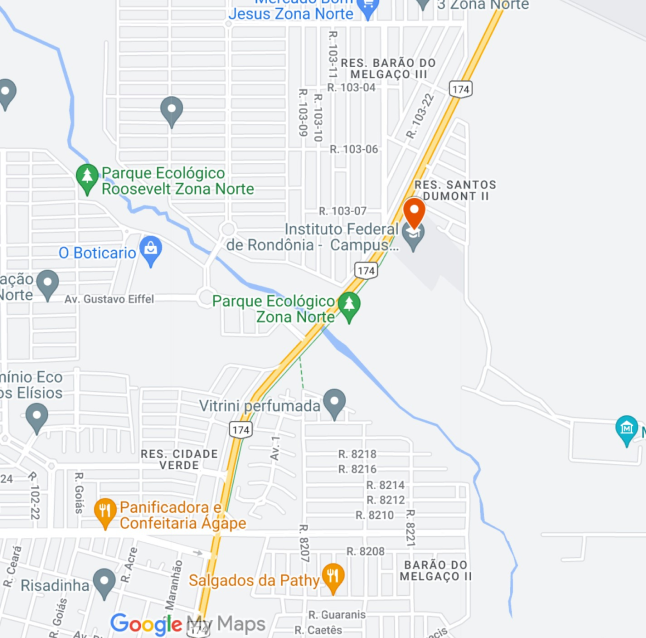 Mercado Bom
Jesus Zona Norte
3 Zona Norte
RES. BARÃO DO
MELGAÇO III
R. 103-11
R. 103-04
174
R. 103-09
R. 103-10
R. 103-22
R. 103-06
Parque Ecológico
Roosevelt Zona Norte
RES. SANTOS
DUMONT II
R. 103-07
Instituto Federal
de Rondônia - Campus...
O Boticario
174
ação
Norte
Av. Gustavo Eiffel
Parque Ecológico
Zona Norte
mínio Eco
os Elísios
Vitrini perfumada
174
Av. 1
RES. CIDADE
VERDE
R. 8218
R. 8216
24
R. 102-22
R. Goiás
R. 8214
R. 8212
R. 8210
R. 8221
Panificadora e
Confeitaria Ágape
R. 8207
R. 8208
BARÃO DO
MELGAÇO II
R. Ceará
R. Acre
Risadinha
Salgados da Pathy
R. Goiás
Maranhão
R. Guaranis
R. Caetés
ecis
Google My Maps